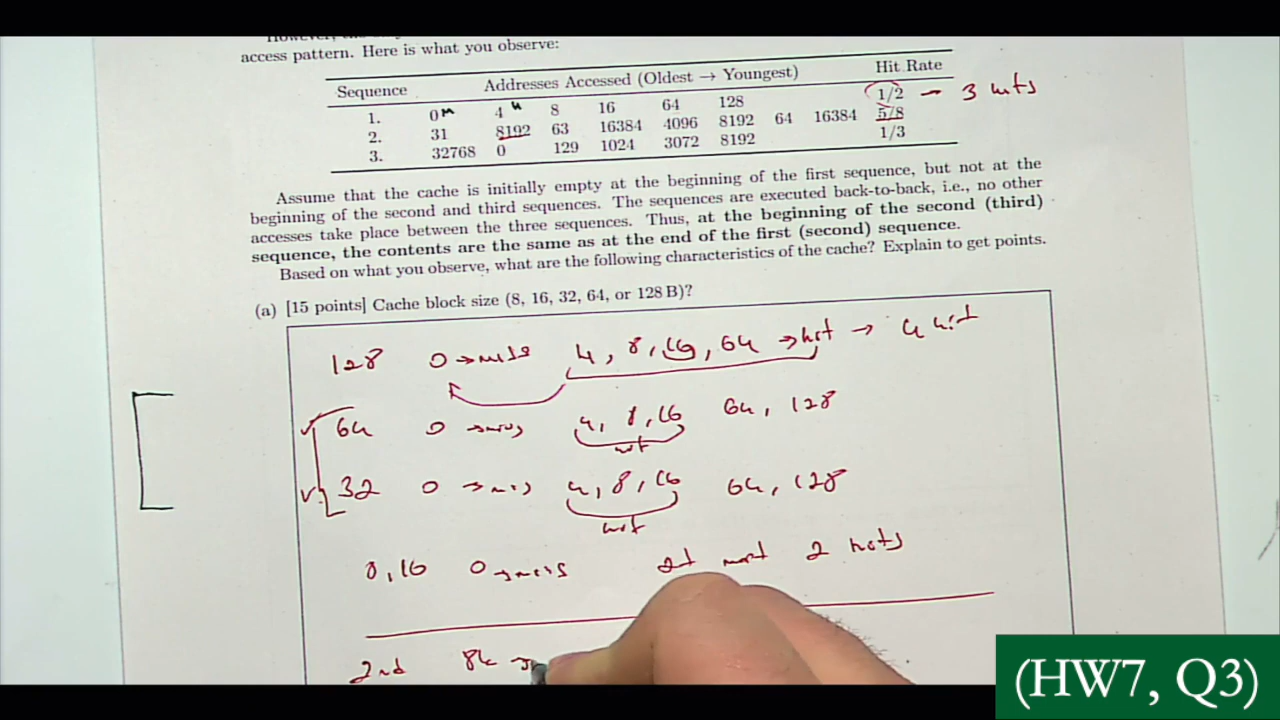 access pattern. Here is what you observe:
Sequence Addresses Accessed (Oldest → Youngest) Hit Rate
1. 0 4 8 16 64 128 1/2 → 3 hits
2. 31 8192 63 16384 4096 8192 64 16384 5/8
3. 32768 0 129 1024 3072 8192 1/3
Assume that the cache is initially empty at the beginning of the first sequence, but not at the
beginning of the second and third sequences. The sequences are executed back-to-back, i.e., no other
accesses take place between the three sequences. Thus, at the beginning of the second (third)
sequence, the contents are the same as at the end of the first (second) sequence.
Based on what you observe, what are the following characteristics of the cache? Explain to get points.
(a) [15 points] Cache block size (8, 16, 32, 64, or 128 B)?
128 0 → miss 4, 8, 16, 64 → hit → 4 hit
64 0 → miss 4, 8, 16 64, 128
hit
32 0 → miss 4, 8, 16 64, 128
hit
8, 16 0 → miss at most 2 hits
2nd 8k →
(HW7, Q3)